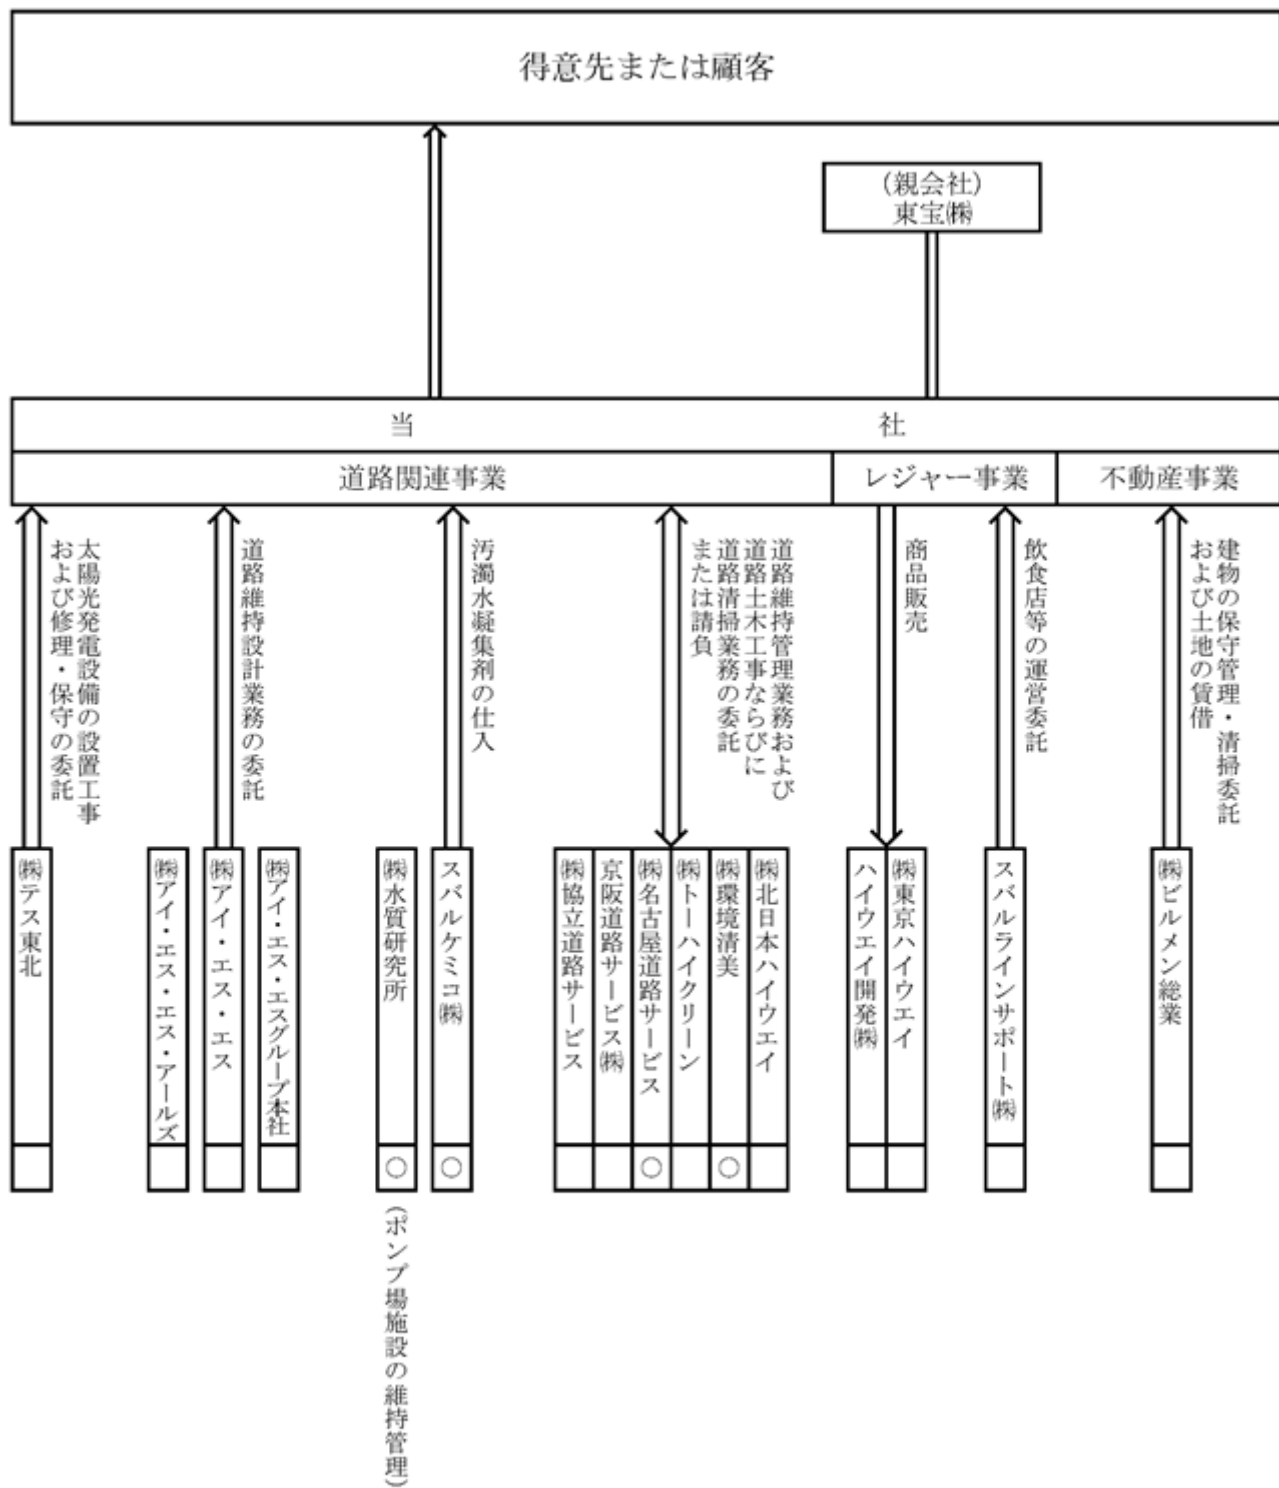 得意先または顧客
(親会社)
東宝㈱
当社
道路関連事業
レジャー事業
不動産事業
太陽光発電設備の設置工事
および修理・保守の委託
道路維持設計業務の委託
汚濁水凝集剤の仕入
道路維持管理業務および
道路土木工事ならびに
道路清掃業務の委託
または請負
商品販売
飲食店等の運営委託
建物の保守管理・清掃委託
および土地の賃借
㈱テス東北
㈱アイ・エス・エス・アールズ
㈱アイ・エス・エス
㈱アイ・エス・エスグループ本社
㈱水質研究所
スバルケミコ㈱
㈱協立道路サービス
京阪道路サービス㈱
㈱名古屋道路サービス
㈱トーハイクリーン
㈱環境清美
㈱北日本ハイウエイ
ハイウエイ開発㈱
㈱東京ハイウエイ
スバルラインサポート㈱
㈱ビルメン総業
○
○
○
○
(ポンプ場施設の維持管理)